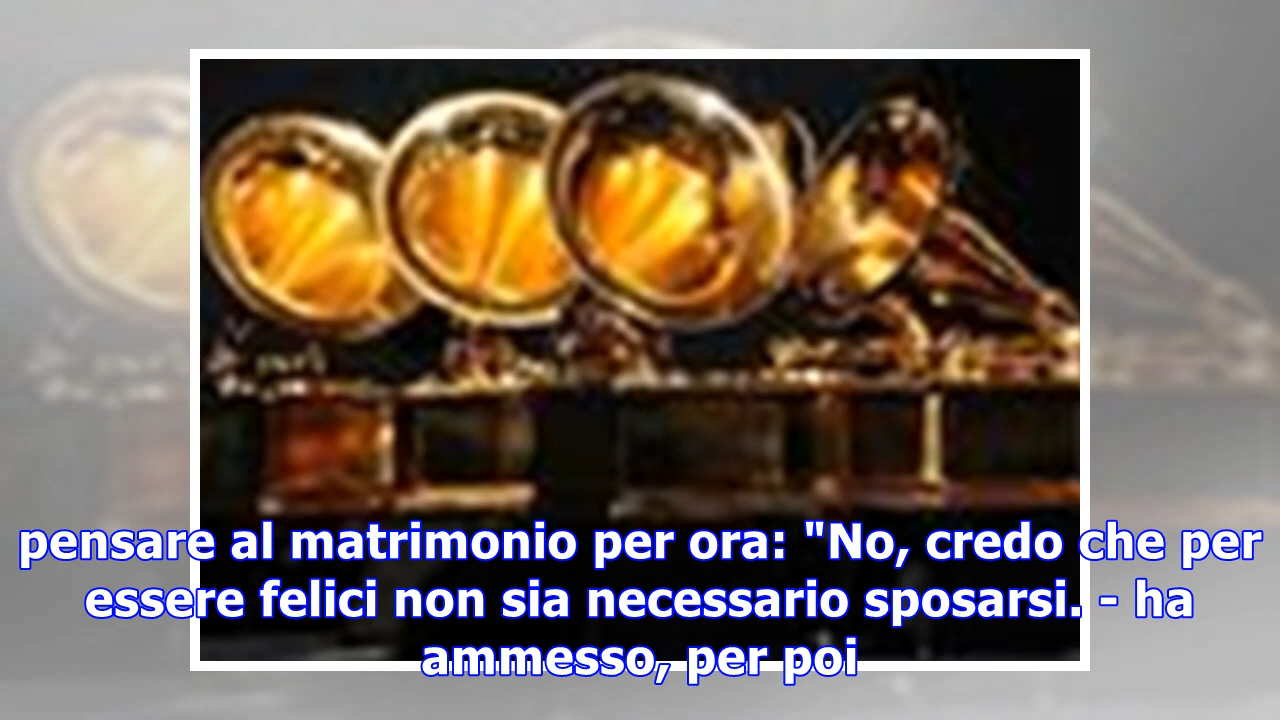 pensare al matrimonio per ora: "No, credo che per
essere felici non sia necessario sposarsi. - ha
ammesso, per poi